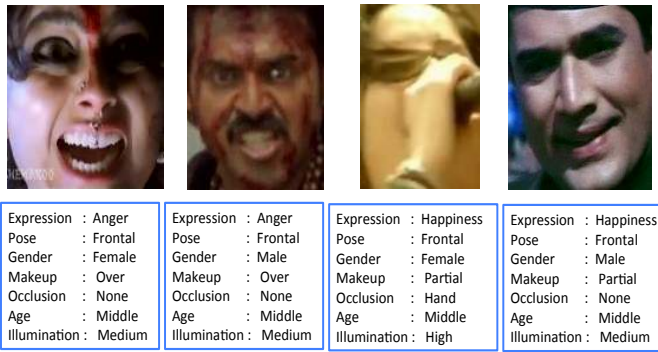 SHEMAROO
Expression : Anger
Pose : Frontal
Gender : Female
Makeup : Over
Occlusion : None
Age : Middle
Illumination : Medium
Expression : Anger
Pose : Frontal
Gender : Male
Makeup : Over
Occlusion : None
Age : Middle
Illumination : Medium
Expression : Happiness
Pose : Frontal
Gender : Female
Makeup : Partial
Occlusion : Hand
Age : Middle
Illumination : High
Expression : Happiness
Pose : Frontal
Gender : Male
Makeup : Partial
Occlusion : None
Age : Middle
Illumination : Medium